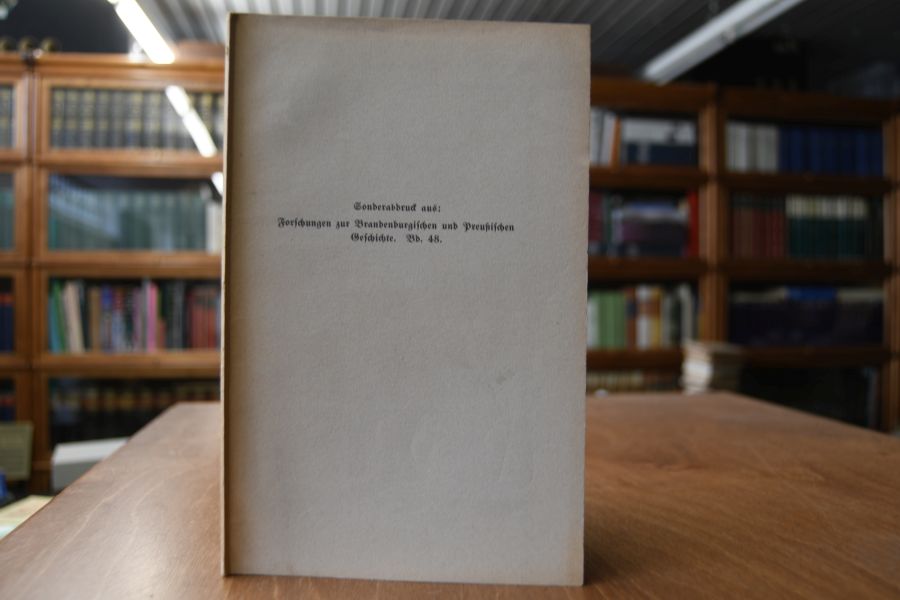 Sonderabdruck aus:
Forschungen zur Brandenburgischen und Preußischen
Geschichte. Bd. 48.